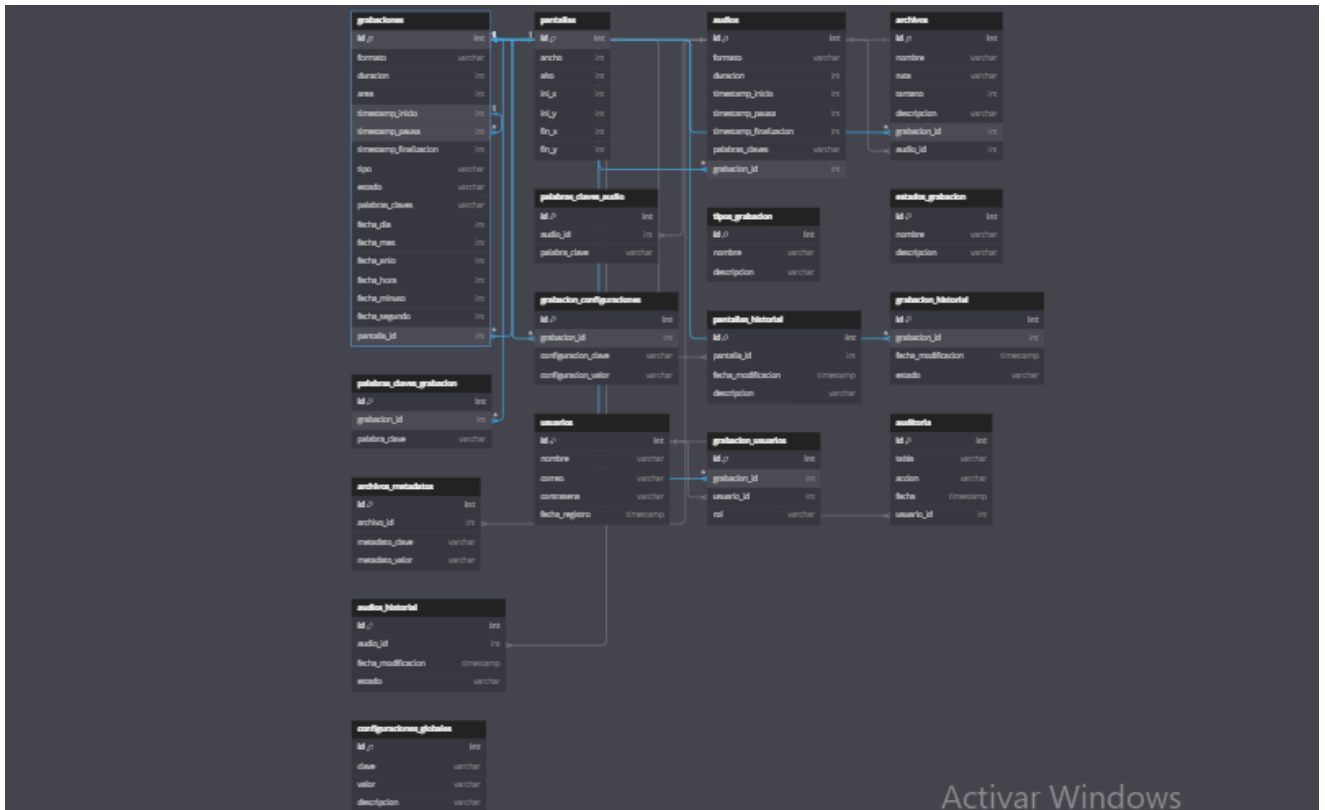 grabaciones
id int
formato varchar
duracion int
area int
timestamp_inicio int
timestamp_pausa int
timestamp_finalizacion int
tipo varchar
estado varchar
palabras_claves varchar
fecha_dia int
fecha_mes int
fecha_anio int
fecha_hora int
fecha_minuto int
fecha_segundo int
pantalla_id int
pantallas
id int
ancho int
alto int
ini_x int
ini_y int
fin_x int
fin_y int
audios
id int
formato varchar
duracion int
timestamp_inicio int
timestamp_pausa int
timestamp_finalizacion int
palabras_claves varchar
grabacion_id int
archivos
id int
nombre varchar
ruta varchar
tamano int
descripcion varchar
grabacion_id int
audio_id int
palabras_claves_audio
id int
audio_id int
palabra_clave varchar
tipos_grabacion
id int
nombre varchar
descripcion varchar
estados_grabacion
id int
nombre varchar
descripcion varchar
grabacion_configuraciones
id int
grabacion_id int
configuracion_clave varchar
configuracion_valor varchar
pantallas_historial
id int
pantalla_id int
fecha_modificacion timestamp
descripcion varchar
grabacion_historial
id int
grabacion_id int
fecha_modificacion timestamp
estado varchar
palabras_claves_grabacion
id int
grabacion_id int
palabra_clave varchar
usuarios
id int
nombre varchar
correo varchar
contrasena varchar
fecha_registro timestamp
grabacion_usuarios
id int
grabacion_id int
usuario_id int
rol varchar
auditoria
id int
tabla varchar
accion varchar
fecha timestamp
usuario_id int
archivos_metadatos
id int
archivo_id int
metadato_clave varchar
metadato_valor varchar
audios_historial
id int
audio_id int
fecha_modificacion timestamp
estado varchar
configuraciones_globales
id int
clave varchar
valor varchar
descripcion varchar
Activar Windows